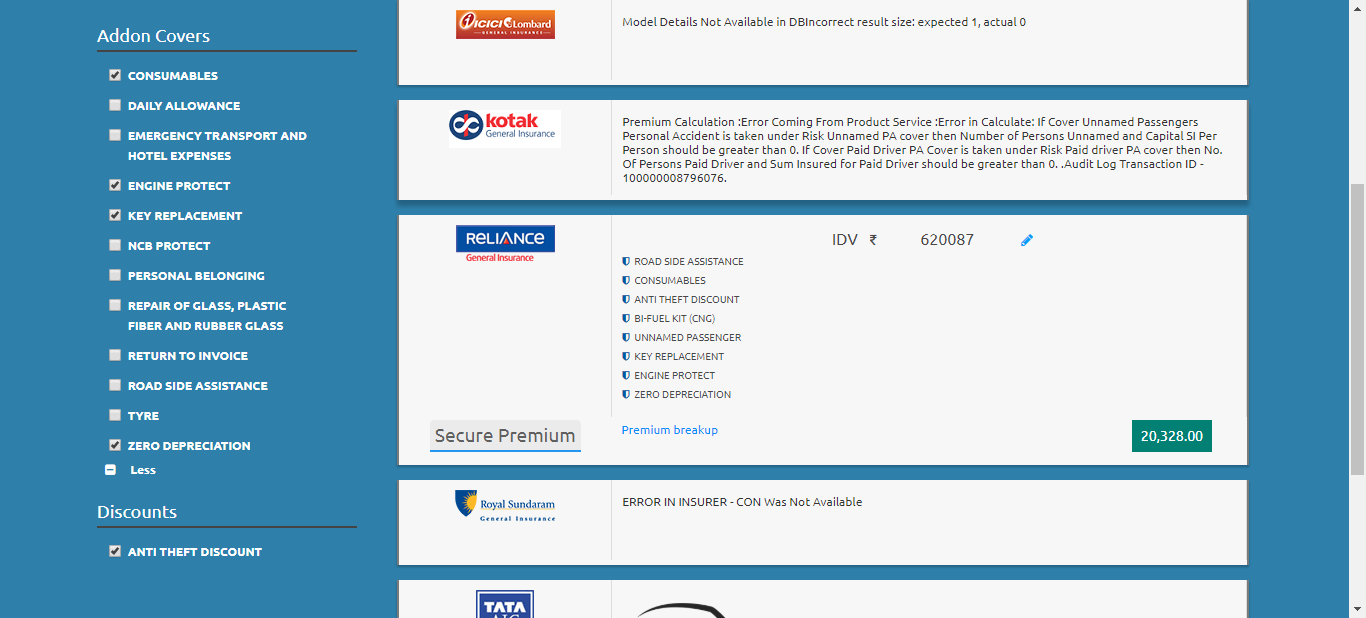 Addon Covers
CONSUMABLES
DAILY ALLOWANCE
EMERGENCY TRANSPORT AND
HOTEL EXPENSES
ENGINE PROTECT
KEY REPLACEMENT
NCB PROTECT
PERSONAL BELONGING
REPAIR OF GLASS, PLASTIC
FIBER AND RUBBER GLASS
RETURN TO INVOICE
ROAD SIDE ASSISTANCE
TYRE
ZERO DEPRECIATION
Less
Discounts
ANTI THEFT DISCOUNT
ICICI Lombard
GENERAL INSURANCE
Model Details Not Available in DBIncorrect result size: expected 1, actual 0
kotak
General Insurance
Premium Calculation :Error Coming From Product Service :Error in Calculate: If Cover Unnamed Passengers
Personal Accident is taken under Risk Unnamed PA cover then Number of Persons Unnamed and Capital SI Per
Person should be greater than 0. If Cover Paid Driver PA Cover is taken under Risk Paid driver PA cover then No.
Of Persons Paid Driver and Sum Insured for Paid Driver should be greater than 0. .Audit Log Transaction ID -
100000008796076.
RELIANCE
General Insurance
IDV ₹ 620087
ROAD SIDE ASSISTANCE
CONSUMABLES
ANTI THEFT DISCOUNT
BI-FUEL KIT (CNG)
UNNAMED PASSENGER
KEY REPLACEMENT
ENGINE PROTECT
ZERO DEPRECIATION
Secure Premium
Premium breakup
20,328.00
Royal Sundaram
General Insurance
ERROR IN INSURER - CON Was Not Available
TATA
AIG